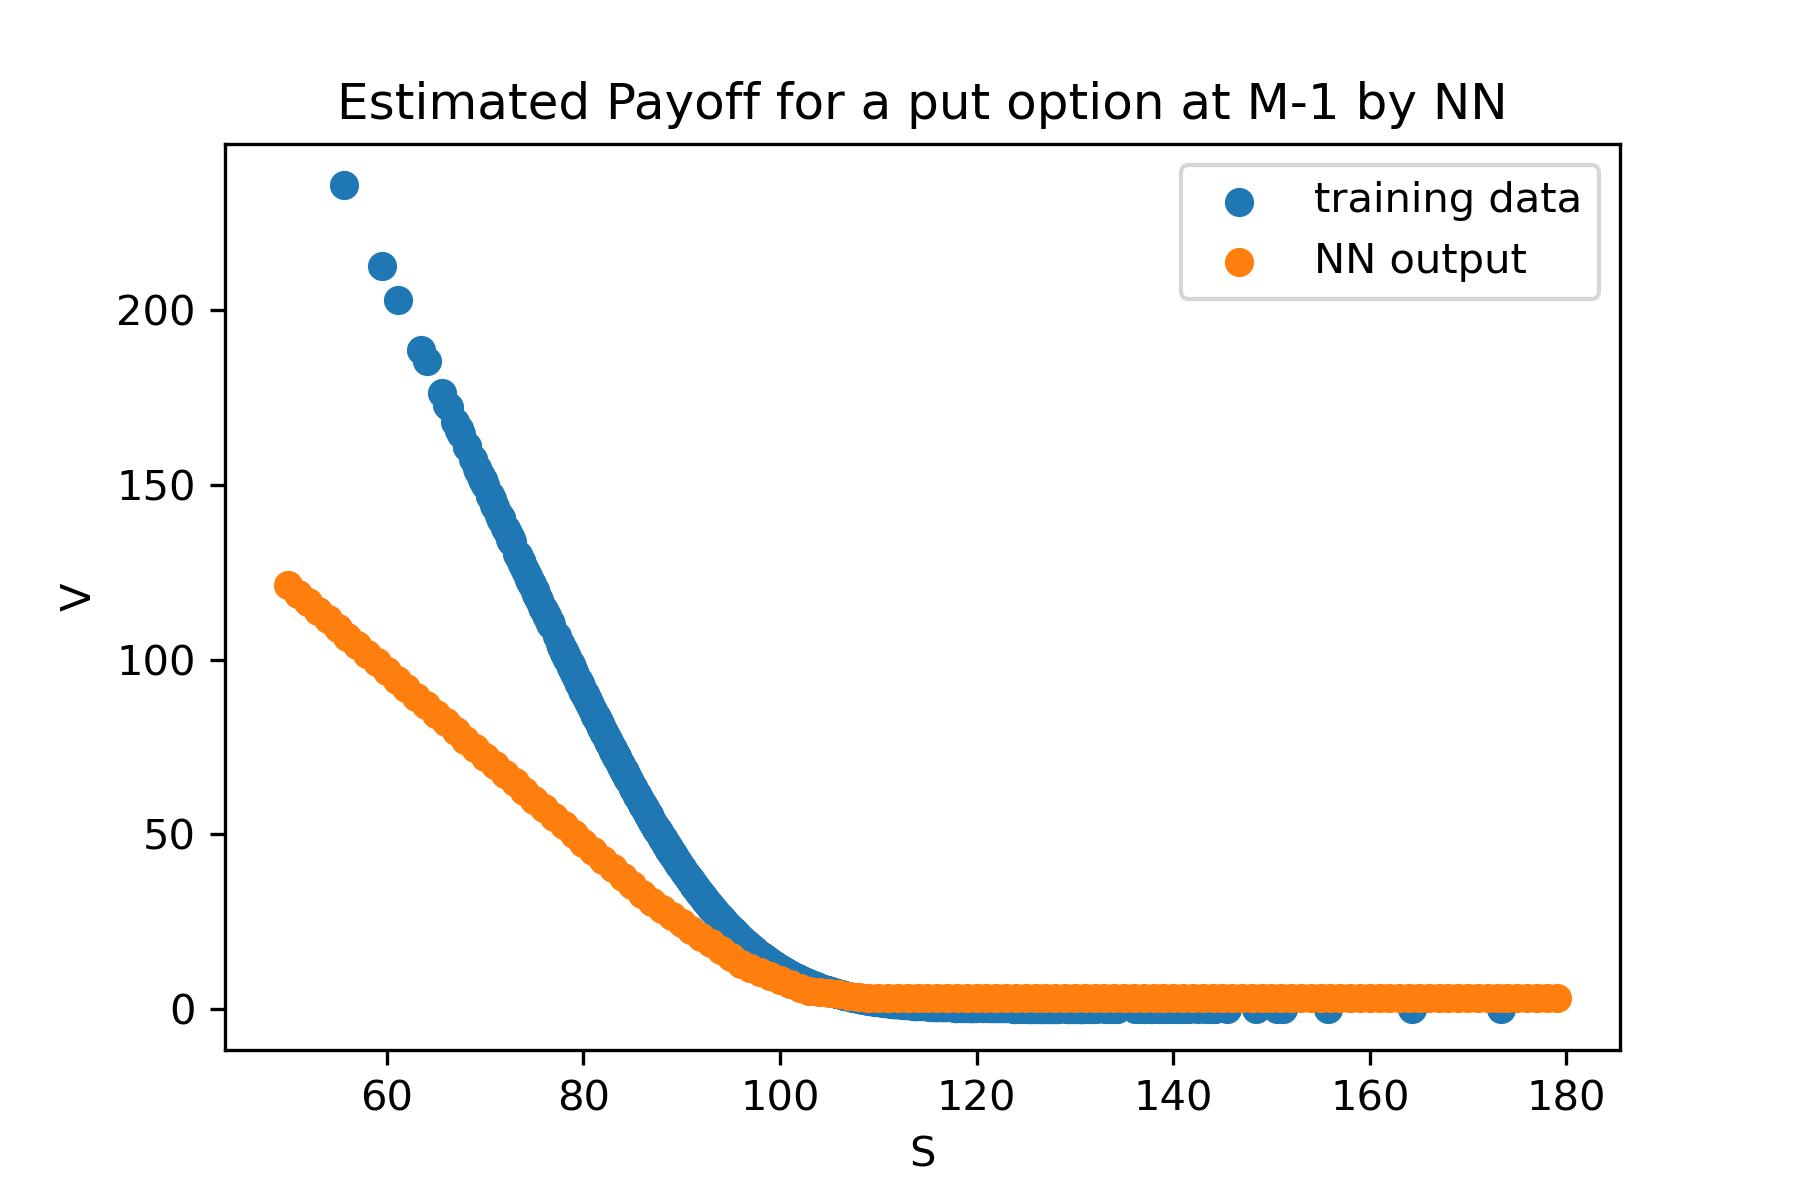 Estimated Payoff for a put option at M-1 by NN
training data
NN output
200
150
100
50
0
V
60 80 100 120 140 160 180
S